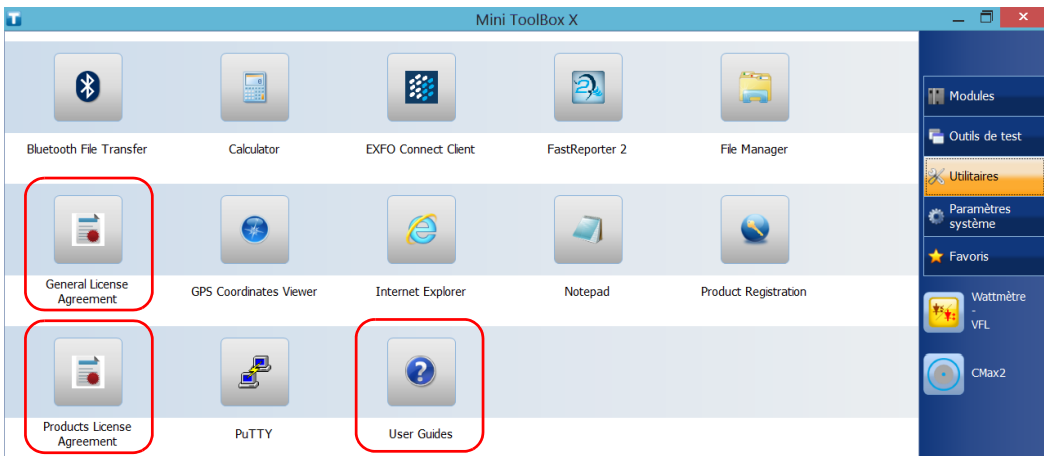 Mini ToolBox X
Bluetooth File Transfer
Calculator
EXFO Connect Client
FastReporter 2
File Manager
General License
Agreement
GPS Coordinates Viewer
Internet Explorer
Notepad
Product Registration
Products License
Agreement
PuTTY
User Guides
Modules
Outils de test
Utilitaires
Paramètres
système
Favoris
Wattmètre
-
VFL
CMax2